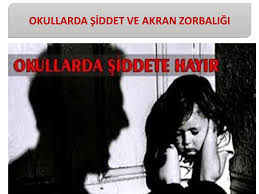 OKULLARDA ŞİDDET VE AKRAN ZORBALIĞI
OKULLARDA ŞİDDETE HAYIR